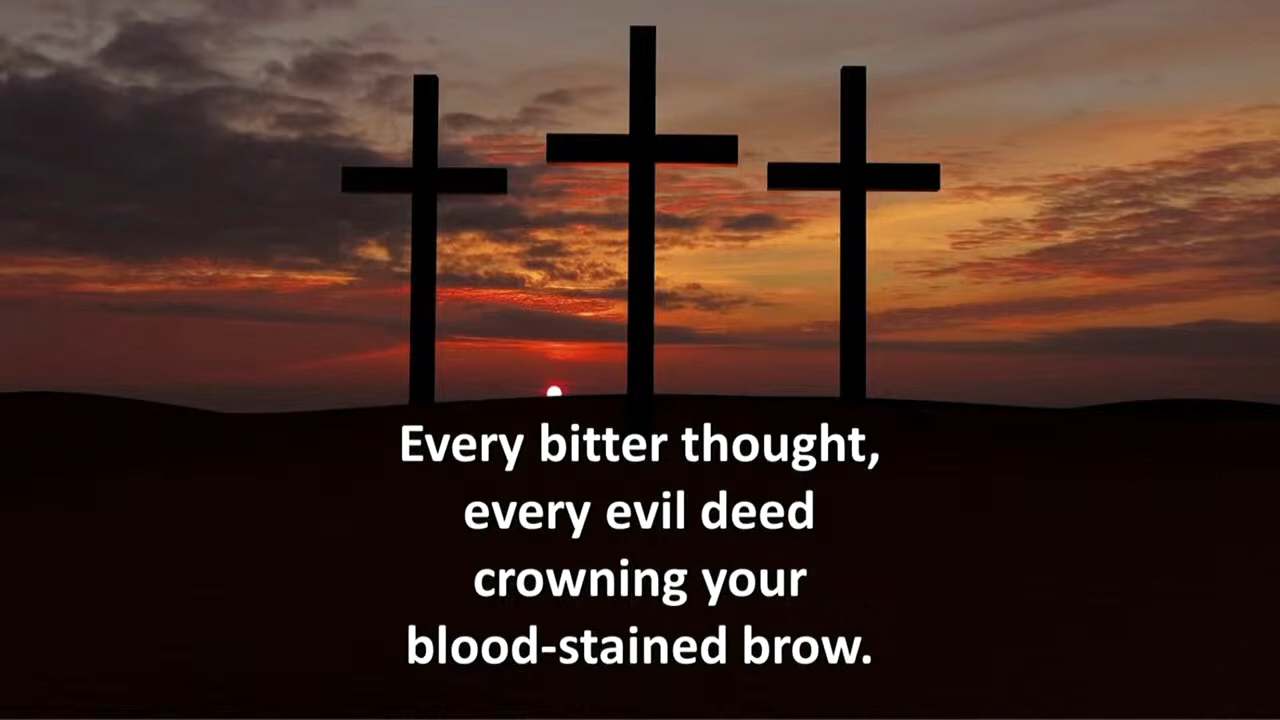 Every bitter thought,
every evil deed
crowning your
blood-stained brow.